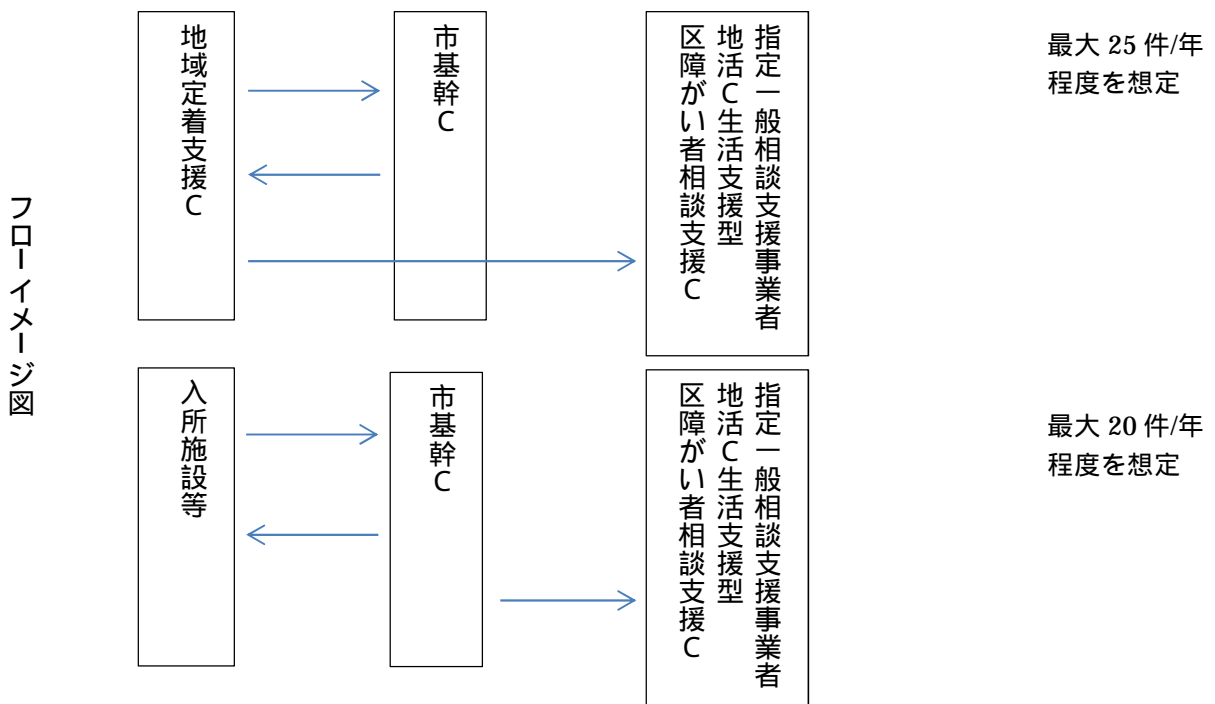 フローイメージ図
地域定着支援C
市基幹C
指定一般相談支援事業者
地活C生活支援型
区障がい者相談支援C
最大 25 件/年
程度を想定
入所施設等
市基幹C
指定一般相談支援事業者
地活C生活支援型
区障がい者相談支援C
最大 20 件/年
程度を想定